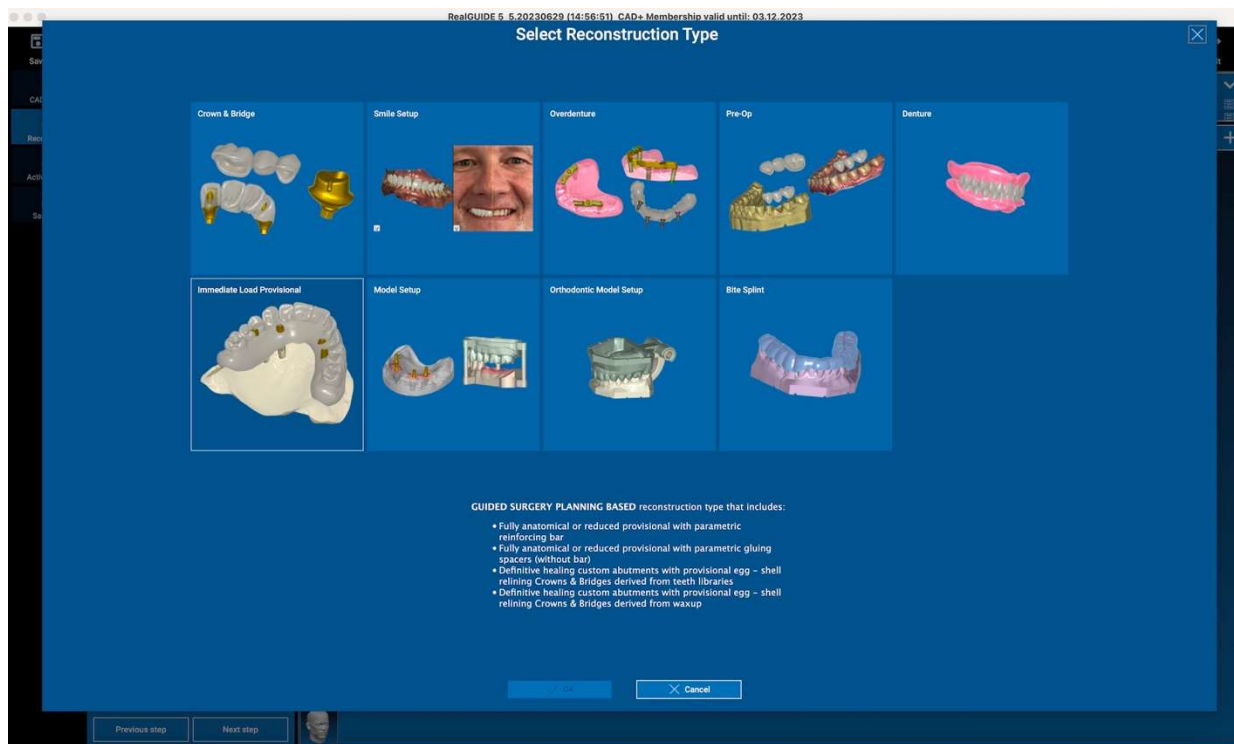 RealGUIDE 5 5.20230629 (14:56:51) CAD+ Membership valid until: 03.12.2023
Select Reconstruction Type
Crown & Bridge
Smile Setup
Overdenture
Pre-Op
Denture
Immediate Load Provisional
Model Setup
Orthodontic Model Setup
Bite Splint
GUIDED SURGERY PLANNING BASED reconstruction type that includes:
• Fully anatomical or reduced provisional with parametric
reinforcing bar
• Fully anatomical or reduced provisional with parametric gluing
spacers (without bar)
• Definitive healing custom abutments with provisional egg – shell
relining Crowns & Bridges derived from teeth libraries
• Definitive healing custom abutments with provisional egg – shell
relining Crowns & Bridges derived from waxup
OK
Cancel
Previous step
Next step